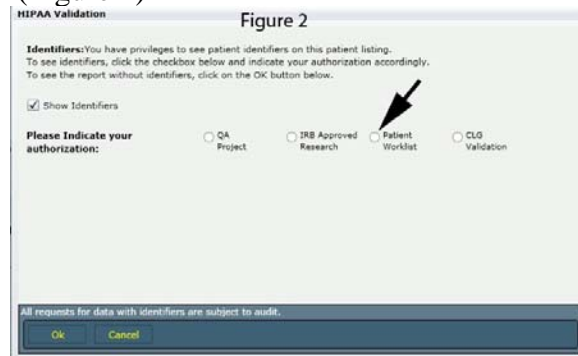 HIPAA Validation
Figure 2
Identifiers:You have privileges to see patient identifiers on this patient listing.
To see identifiers, click the checkbox below and indicate your authorization accordingly.
To see the report without identifiers, click on the OK button below.
Show Identifiers
Please Indicate your authorization:
QA Project
IRB Approved Research
Patient Worklist
CLG Validation
All requests for data with identifiers are subject to audit.
Ok Cancel